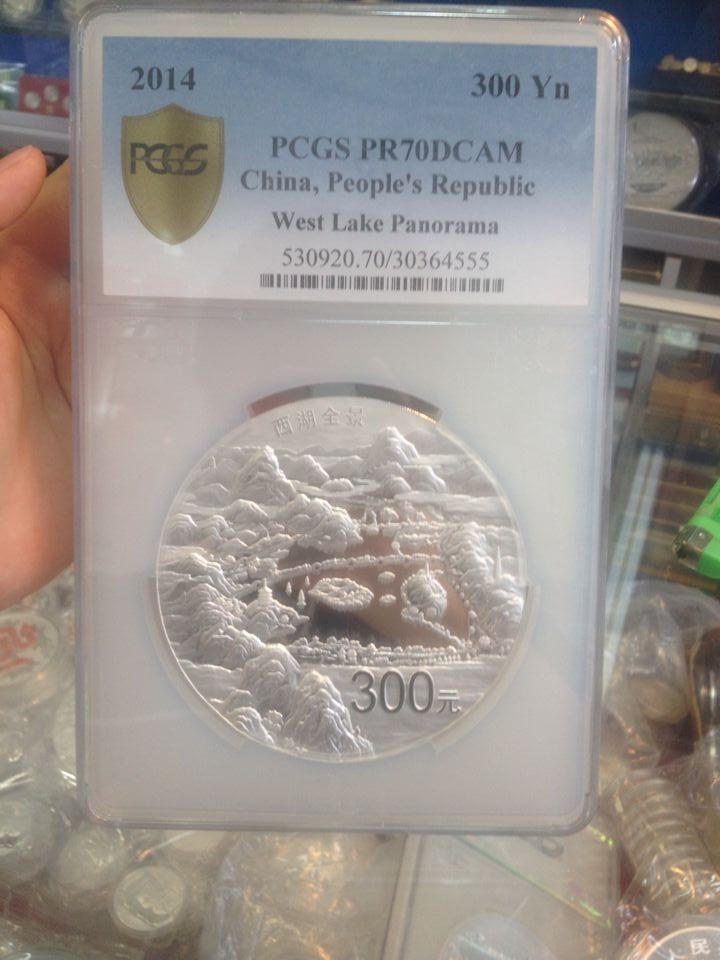 2014
300 Yn
PCGS
PCGS PR70DCAM
China, People's Republic
West Lake Panorama
530920.70/30364555
西湖全景
300元
民